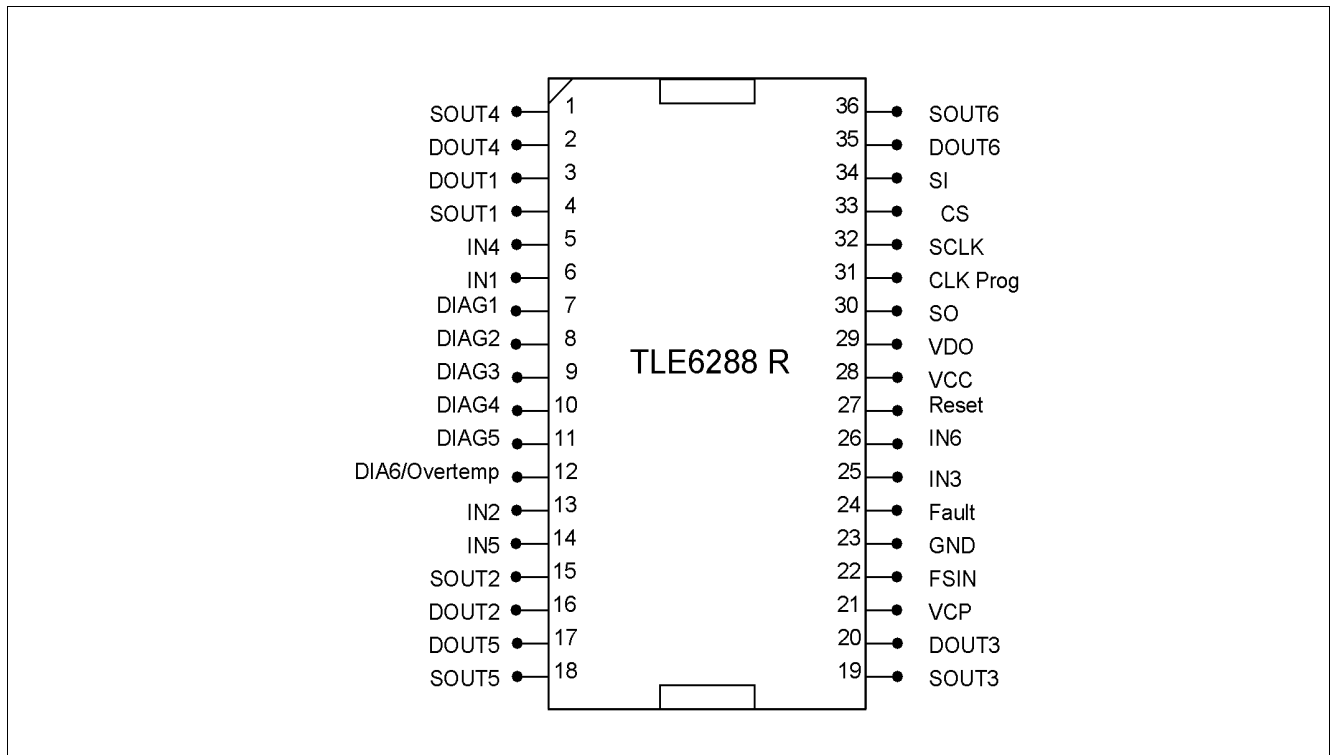 SOUT4 1 36 SOUT6
DOUT4 2 35 DOUT6
DOUT1 3 34 SI
SOUT1 4 33 CS
IN4 5 32 SCLK
IN1 6 31 CLK Prog
DIAG1 7 30 SO
DIAG2 8 29 VDO
TLE6288 R
DIAG3 9 28 VCC
DIAG4 10 27 Reset
DIAG5 11 26 IN6
DIA6/Overtemp 12 25 IN3
IN2 13 24 Fault
IN5 14 23 GND
SOUT2 15 22 FSIN
DOUT2 16 21 VCP
DOUT5 17 20 DOUT3
SOUT5 18 19 SOUT3